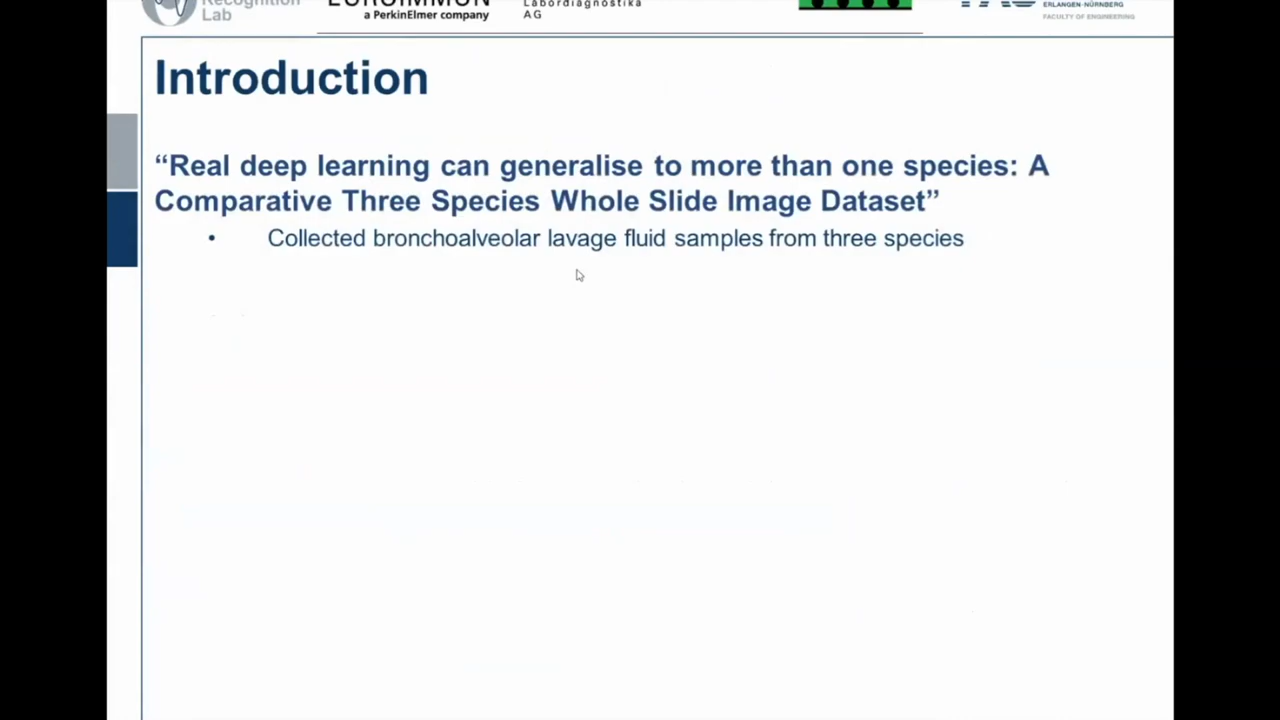 Recognition
Lab
EUROIMMUN
a PerkinElmer company
Labordiagnostika
AG
ERLANGEN-NÜRNBERG
FACULTY OF ENGINEERING
Introduction
“Real deep learning can generalise to more than one species: A
Comparative Three Species Whole Slide Image Dataset”
• Collected bronchoalveolar lavage fluid samples from three species